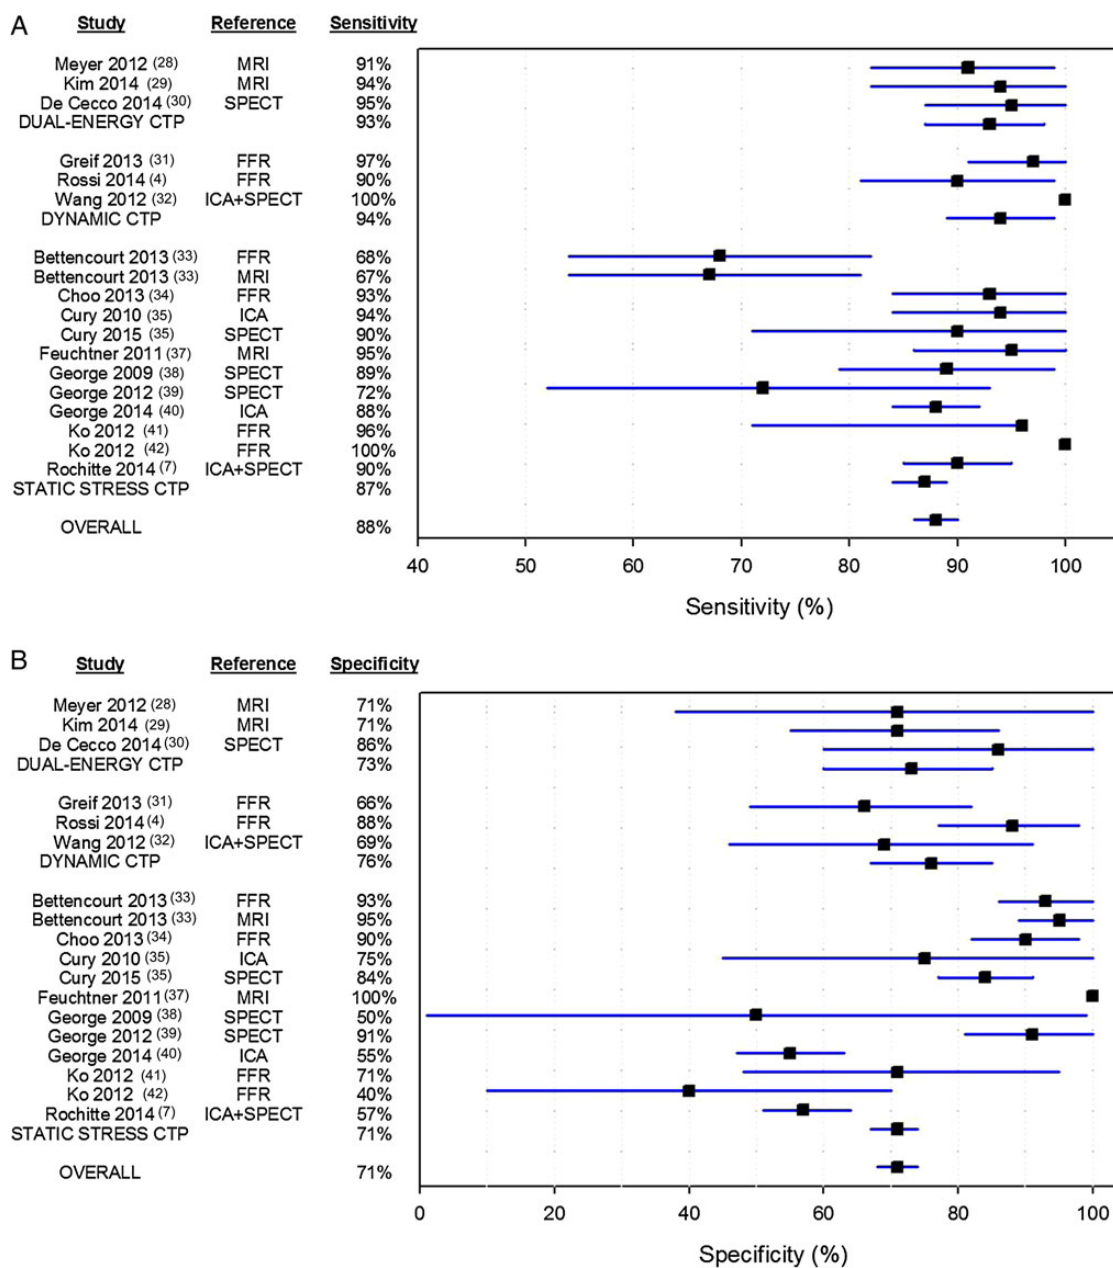 A
Study Reference Sensitivity
Meyer 2012 (28) MRI 91%
Kim 2014 (29) MRI 94%
De Cecco 2014 (30) SPECT 95%
DUAL-ENERGY CTP 93%
Greif 2013 (31) FFR 97%
Rossi 2014 (4) FFR 90%
Wang 2012 (32) ICA+SPECT 100%
DYNAMIC CTP 94%
Bettencourt 2013 (33) FFR 68%
Bettencourt 2013 (33) MRI 67%
Choo 2013 (34) FFR 93%
Cury 2010 (35) ICA 94%
Cury 2015 (35) SPECT 90%
Feuchtner 2011 (37) MRI 95%
George 2009 (38) SPECT 89%
George 2012 (39) SPECT 72%
George 2014 (40) ICA 88%
Ko 2012 (41) FFR 96%
Ko 2012 (42) FFR 100%
Rochitte 2014 (7) ICA+SPECT 90%
STATIC STRESS CTP 87%
OVERALL 88%
40 50 60 70 80 90 100
Sensitivity (%)
B
Study Reference Specificity
Meyer 2012 (28) MRI 71%
Kim 2014 (29) MRI 71%
De Cecco 2014 (30) SPECT 86%
DUAL-ENERGY CTP 73%
Greif 2013 (31) FFR 66%
Rossi 2014 (4) FFR 88%
Wang 2012 (32) ICA+SPECT 69%
DYNAMIC CTP 76%
Bettencourt 2013 (33) FFR 93%
Bettencourt 2013 (33) MRI 95%
Choo 2013 (34) FFR 90%
Cury 2010 (35) ICA 75%
Cury 2015 (35) SPECT 84%
Feuchtner 2011 (37) MRI 100%
George 2009 (38) SPECT 50%
George 2012 (39) SPECT 91%
George 2014 (40) ICA 55%
Ko 2012 (41) FFR 71%
Ko 2012 (42) FFR 40%
Rochitte 2014 (7) ICA+SPECT 57%
STATIC STRESS CTP 71%
OVERALL 71%
0 20 40 60 80 100
Specificity (%)